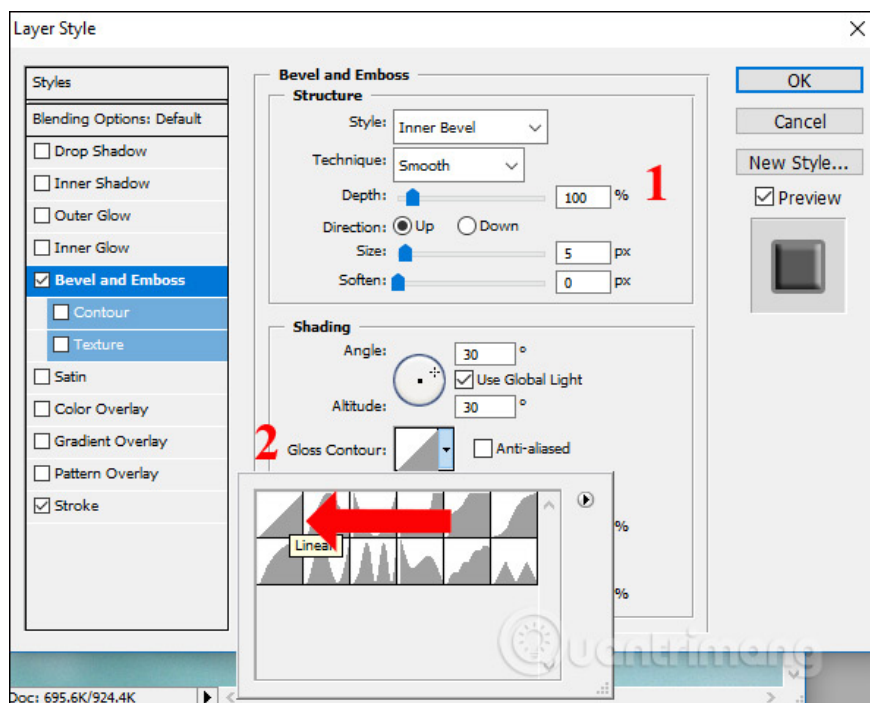 Layer Style
Styles
Blending Options: Default
Drop Shadow
Inner Shadow
Outer Glow
Inner Glow
Bevel and Emboss
Contour
Texture
Satin
Color Overlay
Gradient Overlay
Pattern Overlay
Stroke
Bevel and Emboss
Structure
Style: Inner Bevel
Technique: Smooth
Depth: 100 %
1
Direction: Up Down
Size: 5 px
Soften: 0 px
Shading
Angle: 30 °
Use Global Light
Altitude: 30 °
2
Gloss Contour: Anti-aliased
Linear
%
%
OK
Cancel
New Style...
Preview
Quantrimang
Doc: 695.6K/924.4K